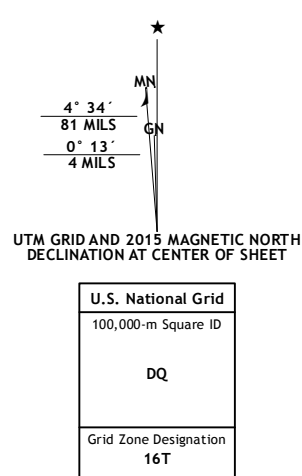 MN
4° 34´
81 MILS
GN
0° 13´
4 MILS
UTM GRID AND 2015 MAGNETIC NORTH
DECLINATION AT CENTER OF SHEET
U.S. National Grid
100,000-m Square ID
DQ
Grid Zone Designation
16T